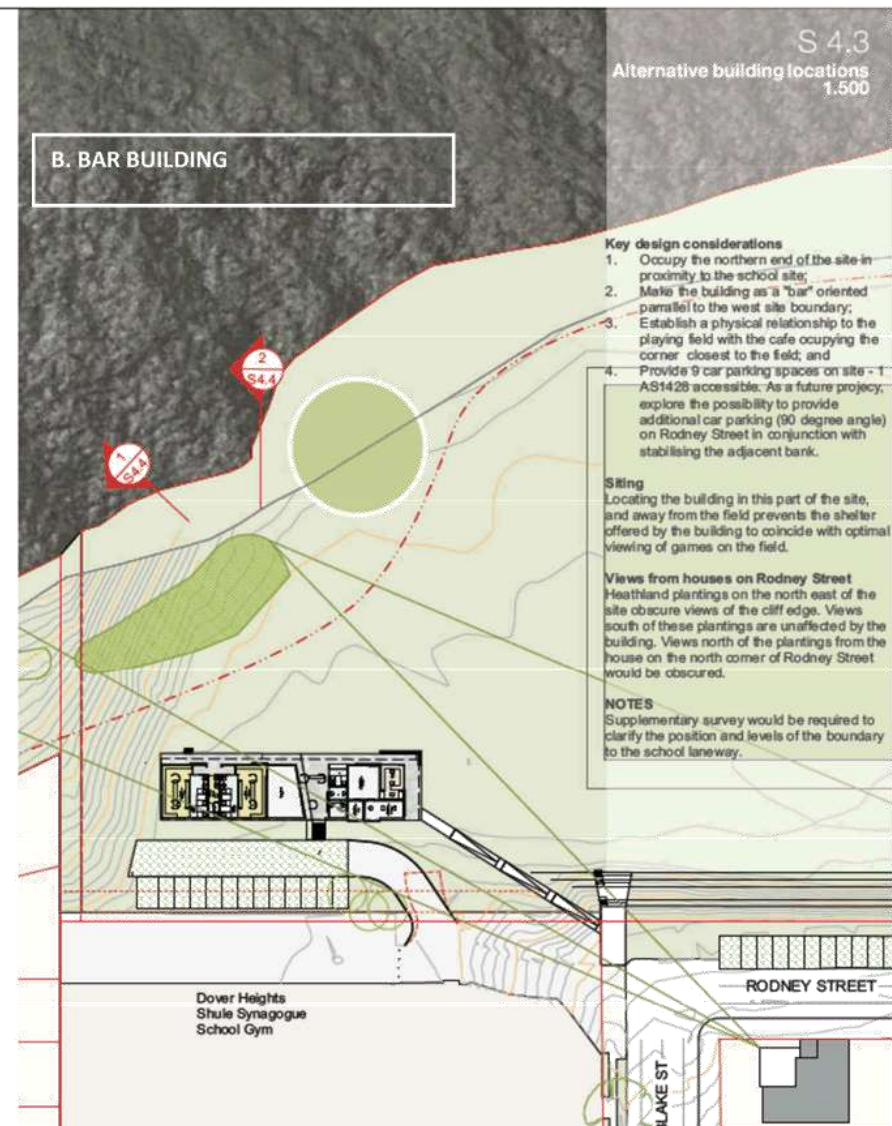 S 4.3
Alternative building locations
1.500
B. BAR BUILDING
Key design considerations
1. Occupy the northern end of the site in
proximity to the school site;
2. Make the building as a "bar" oriented
parrallel to the west site boundary;
3. Establish a physical relationship to the
playing field with the cafe ocupying the
corner closest to the field; and
4. Provide 9 car parking spaces on site - 1
AS1428 accessible. As a future projecy,
explore the possibility to provide
additional car parking (90 degree angle)
on Rodney Street in conjunction with
stabilising the adjacent bank.
Siting
Locating the building in this part of the site,
and away from the field prevents the shelter
offered by the building to coincide with optimal
viewing of games on the field.
Views from houses on Rodney Street
Heathland plantings on the north east of the
site obscure views of the cliff edge. Views
south of these plantings are unaffected by the
building. Views north of the plantings from the
house on the north corner of Rodney Street
would be obscured.
NOTES
Supplementary survey would be required to
clarify the position and levels of the boundary
to the school laneway.
2
S4.4
1
S4.4
Dover Heights
Shule Synagogue
School Gym
RODNEY STREET
BLAKE ST